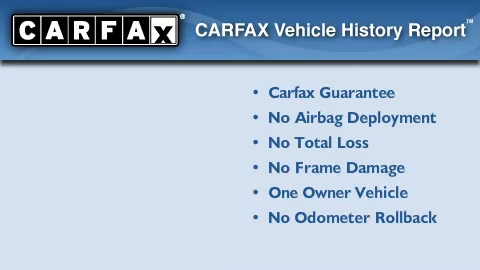 CARFAX® CARFAX Vehicle History Report™
• Carfax Guarantee
• No Airbag Deployment
• No Total Loss
• No Frame Damage
• One Owner Vehicle
• No Odometer Rollback